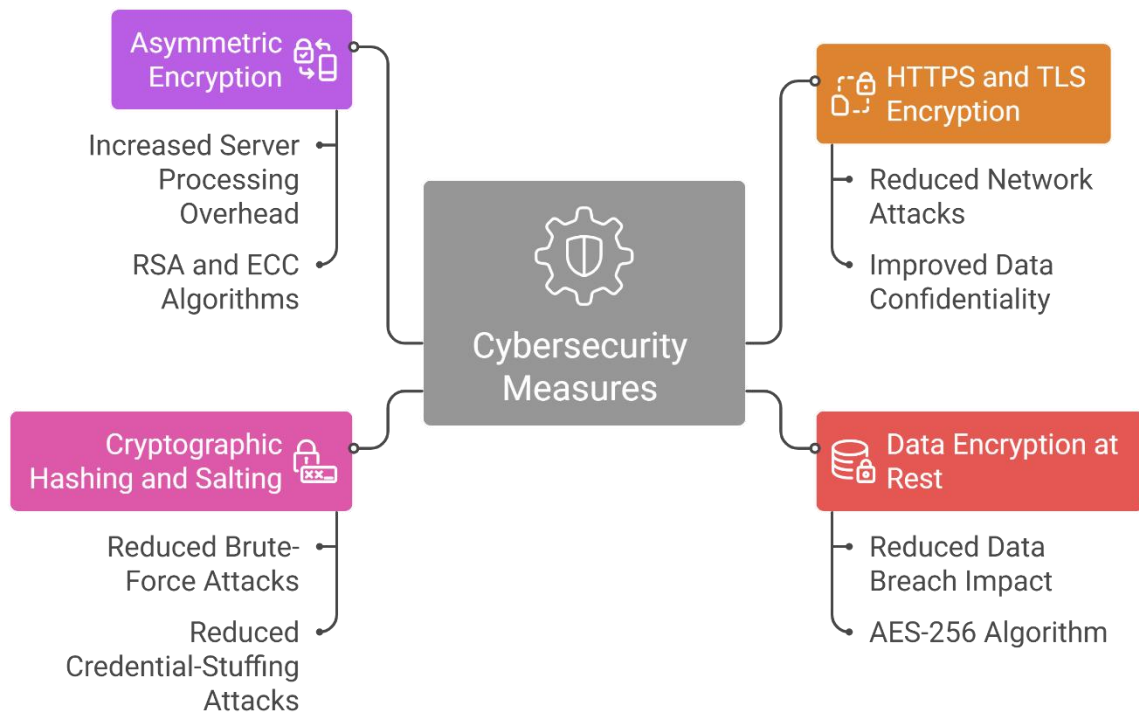 Asymmetric
Encryption
Increased Server
Processing
Overhead
RSA and ECC
Algorithms
Cryptographic
Hashing and Salting
XX_
Reduced Brute-
Force Attacks
Reduced
Credential-Stuffing
Attacks
Cybersecurity
Measures
HTTPS and TLS
Encryption
Reduced Network
Attacks
Improved Data
Confidentiality
Data Encryption at
Rest
Reduced Data
Breach Impact
AES-256 Algorithm